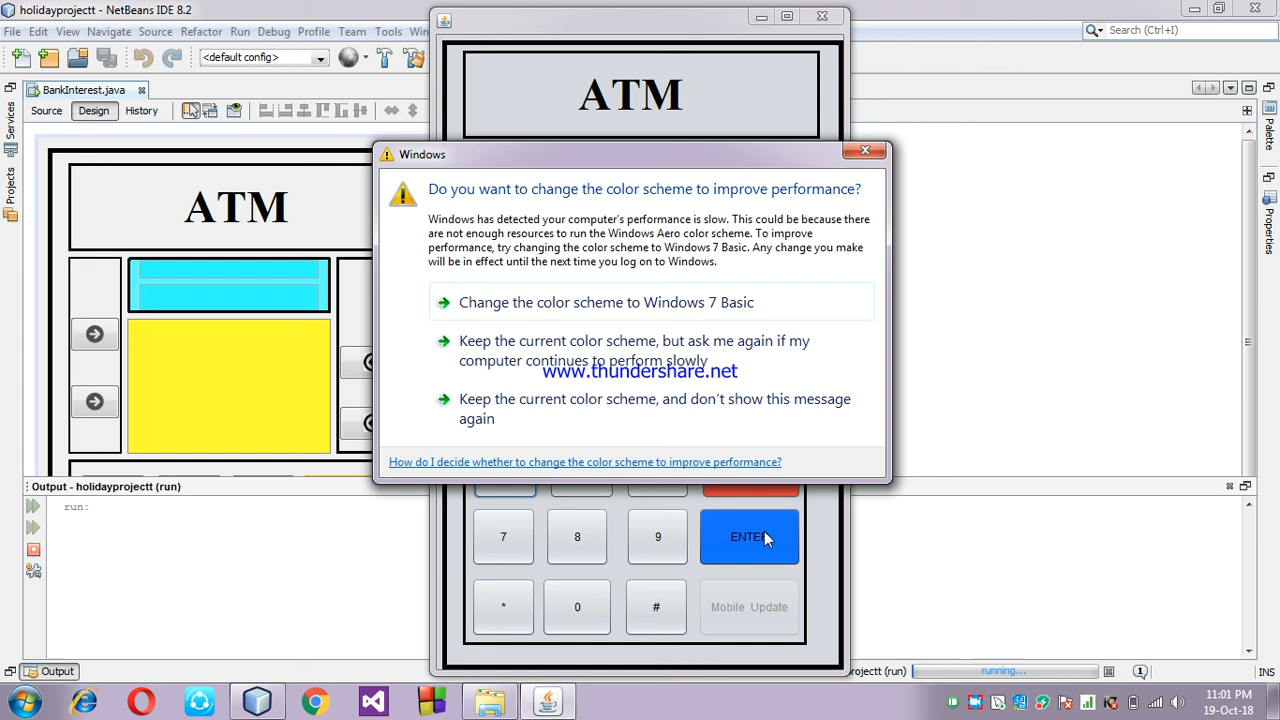 holidayprojectt - NetBeans IDE 8.2
File Edit View Navigate Source Refactor Run Debug Profile Team Tools
Search (Ctrl+I)
<default config>
BankInterest.java
Source Design History
Services
Projects
Palette
Properties
ATM
ATM
Windows
Do you want to change the color scheme to improve performance?
Windows has detected your computer's performance is slow. This could be because there
are not enough resources to run the Windows Aero color scheme. To improve
performance, try changing the color scheme to Windows 7 Basic. Any change you make
will be in effect until the next time you log on to Windows.
Change the color scheme to Windows 7 Basic
Keep the current color scheme, but ask me again if my
computer continues to perform slowly
www.thundershare.net
Keep the current color scheme, and don't show this message
again
How do I decide whether to change the color scheme to improve performance?
Output - holidayprojectt (run)
run:
7 8 9 ENTER
* 0 # Mobile Update
Output
projectt (run) running... INS
11:01 PM
19-Oct-18